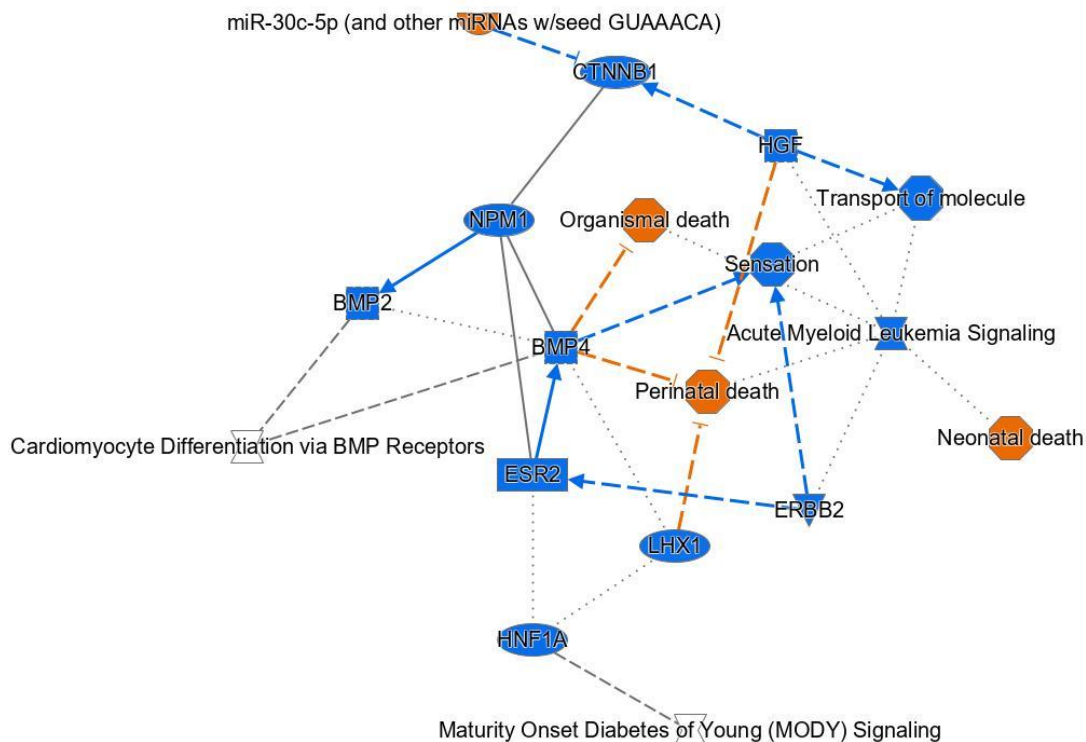 miR-30c-5p (and other miRNAs w/seed GUAAACA)
CTNNB1
HGF
Transport of molecule
NPM1
Organismal death
Sensation
BMP2
Acute Myeloid Leukemia Signaling
BMP4
Perinatal death
Neonatal death
Cardiomyocyte Differentiation via BMP Receptors
ESR2
ERBB2
LHX1
HNF1A
Maturity Onset Diabetes of Young (MODY) Signaling